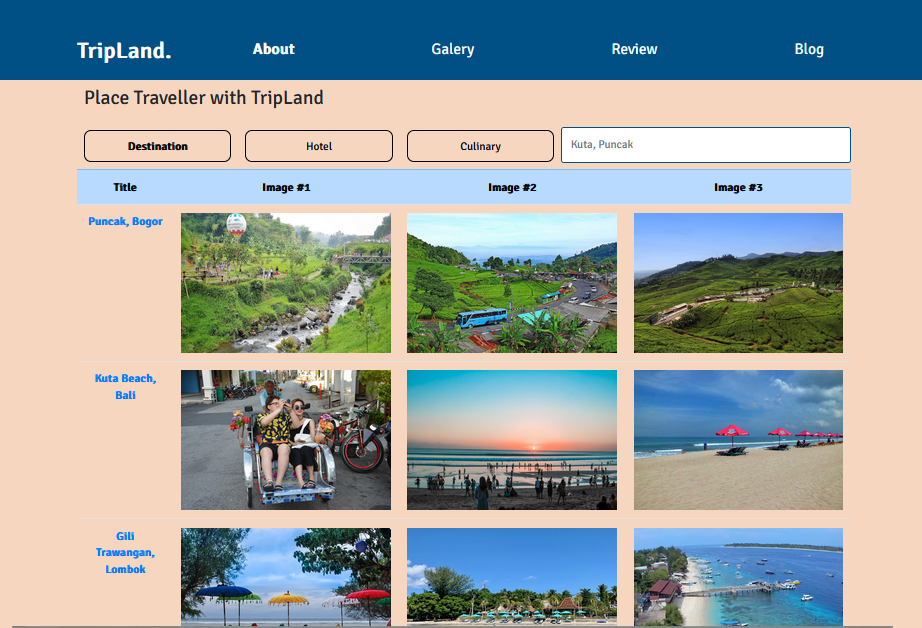 TripLand.
About
Galery
Review
Blog
Place Traveller with TripLand
Destination
Hotel
Culinary
Kuta, Puncak
Title
Image #1
Image #2
Image #3
Puncak, Bogor
Kuta Beach,
Bali
Gili
Trawangan,
Lombok